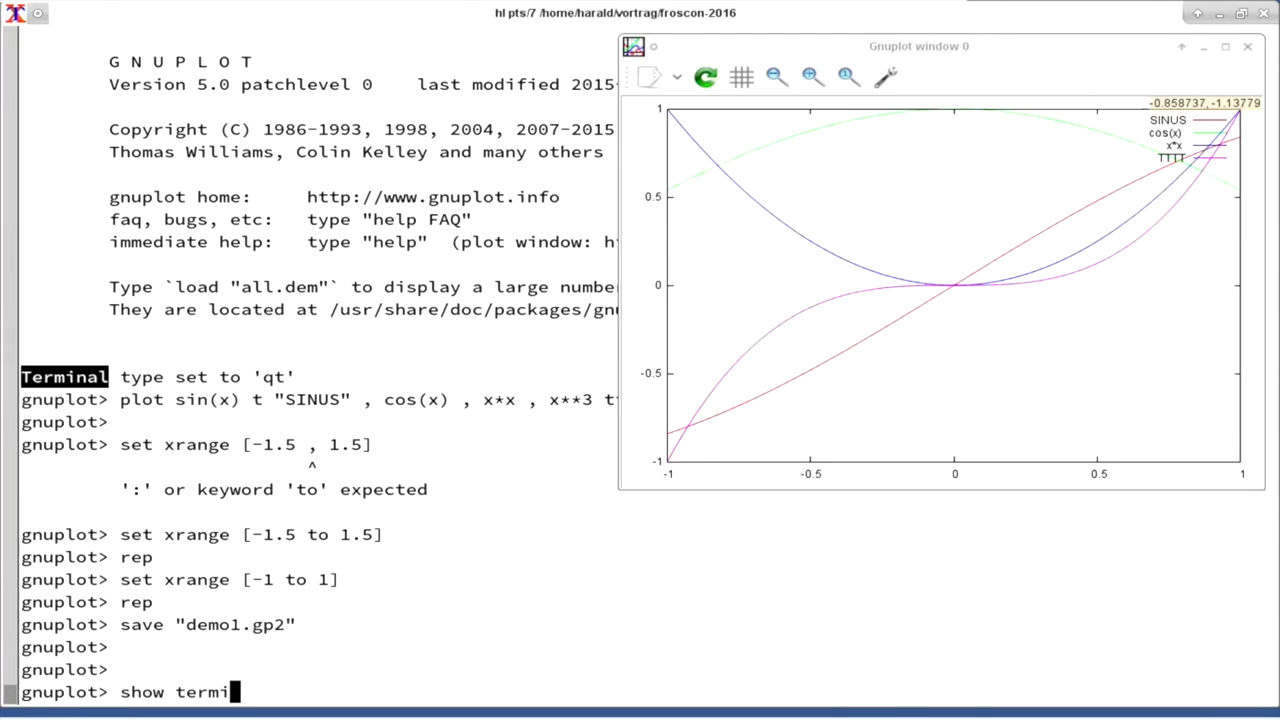 hl pts/7 /home/harald/vortrag/froscon-2016
G N U P L O T
Version 5.0 patchlevel 0    last modified 2015-
Copyright (C) 1986-1993, 1998, 2004, 2007-2015
Thomas Williams, Colin Kelley and many others
gnuplot home:     http://www.gnuplot.info
faq, bugs, etc:   type "help FAQ"
immediate help:   type "help"  (plot window: h
Type `load "all.dem"` to display a large numbe
They are located at /usr/share/doc/packages/gn
Terminal type set to 'qt'
gnuplot> plot sin(x) t "SINUS" , cos(x) , x*x , x**3 t
gnuplot>
gnuplot> set xrange [-1.5 , 1.5]
^
':' or keyword 'to' expected
gnuplot> set xrange [-1.5 to 1.5]
gnuplot> rep
gnuplot> set xrange [-1 to 1]
gnuplot> rep
gnuplot> save "demo1.gp2"
gnuplot>
gnuplot>
gnuplot> show termi
Gnuplot window 0
-0.858737, -1.13779
SINUS
cos(x)
x*x
TTTT
1
0.5
0
-0.5
-1
-1 -0.5 0 0.5 1